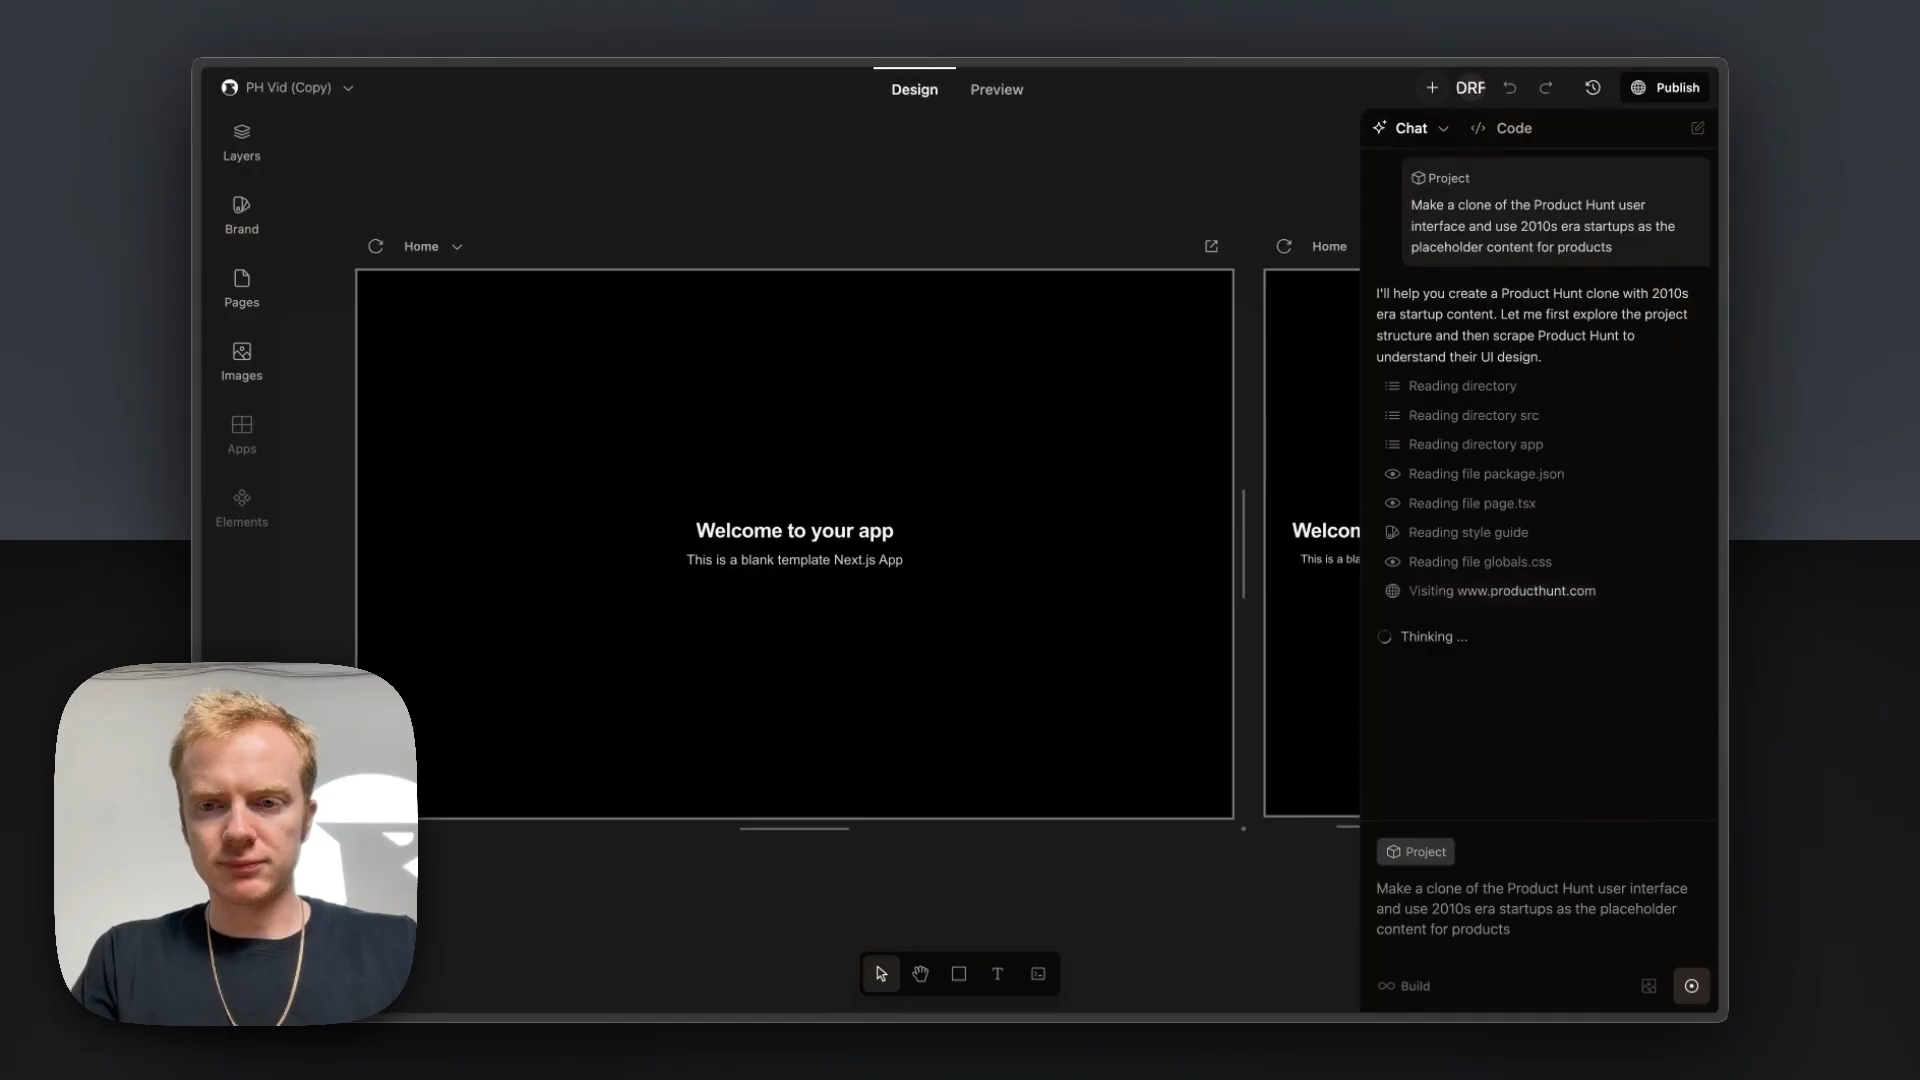 PH Vid (Copy)
Design
Preview
DRF
Publish
Layers
Brand
Pages
Images
Apps
Elements
Home
Welcome to your app
This is a blank template Next.js App
Home
Welcon
This is a bla
Chat
Code
Project
Make a clone of the Product Hunt user
interface and use 2010s era startups as the
placeholder content for products
I'll help you create a Product Hunt clone with 2010s
era startup content. Let me first explore the project
structure and then scrape Product Hunt to
understand their UI design.
Reading directory
Reading directory src
Reading directory app
Reading file package.json
Reading file page.tsx
Reading style guide
Reading file globals.css
Visiting www.producthunt.com
Thinking ...
Project
Make a clone of the Product Hunt user interface
and use 2010s era startups as the placeholder
content for products
Build